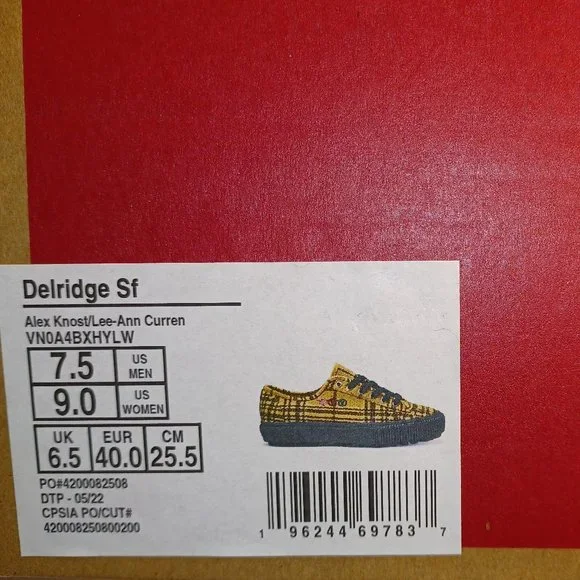 Delridge Sf
Alex Knost/Lee-Ann Curren
VN0A4BXHYLW
7.5 US MEN
9.0 US WOMEN
UK EUR CM
6.5 40.0 25.5
PO#4200082508
DTP - 05/22
CPSIA PO/CUT#
420008250800200
1 96244 69783 7